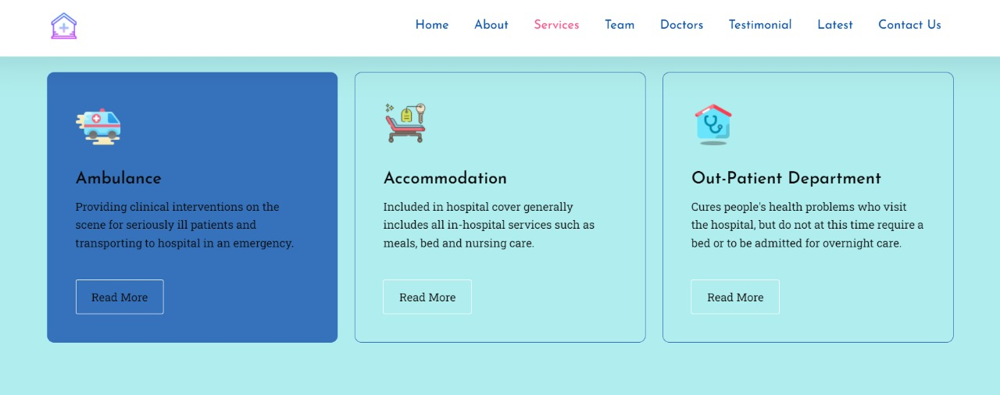 Home About Services Team Doctors Testimonial Latest Contact Us
Ambulance
Providing clinical interventions on the
scene for seriously ill patients and
transporting to hospital in an emergency.
Read More
Accommodation
Included in hospital cover generally
includes all in-hospital services such as
meals, bed and nursing care.
Read More
Out-Patient Department
Cures people's health problems who visit
the hospital, but do not at this time require a
bed or to be admitted for overnight care.
Read More